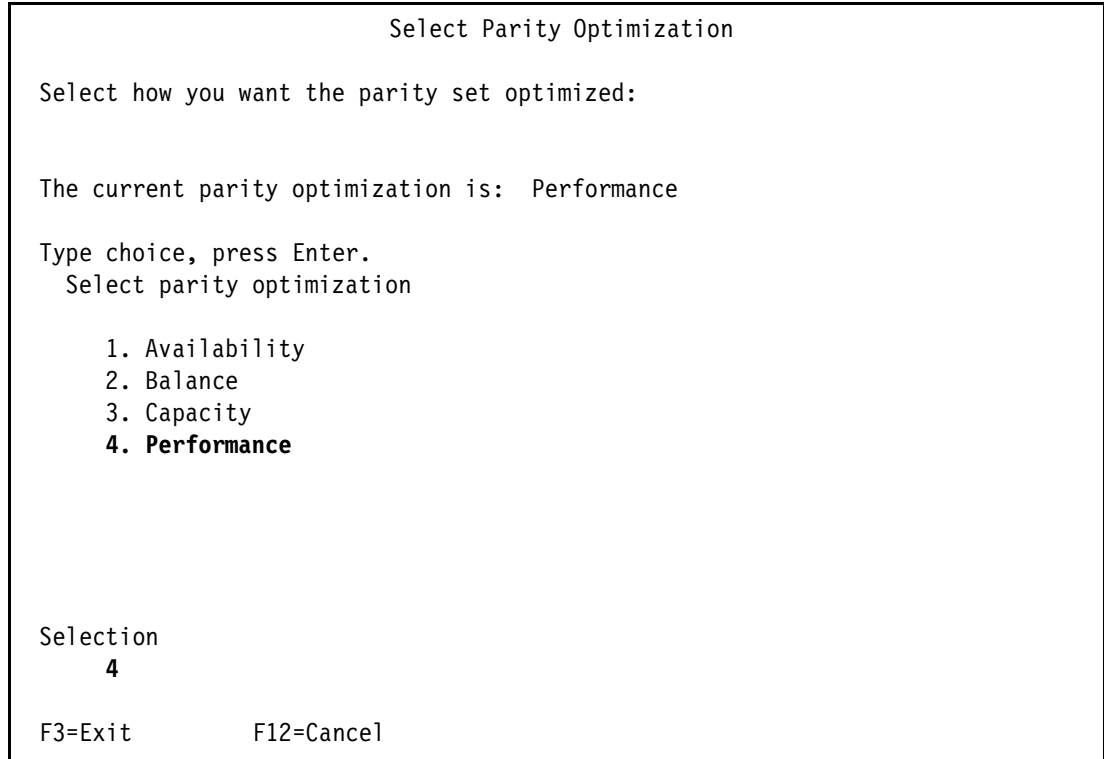 Select Parity Optimization
Select how you want the parity set optimized:
The current parity optimization is:  Performance
Type choice, press Enter.
Select parity optimization
1. Availability
2. Balance
3. Capacity
4. Performance
Selection
4
F3=Exit          F12=Cancel